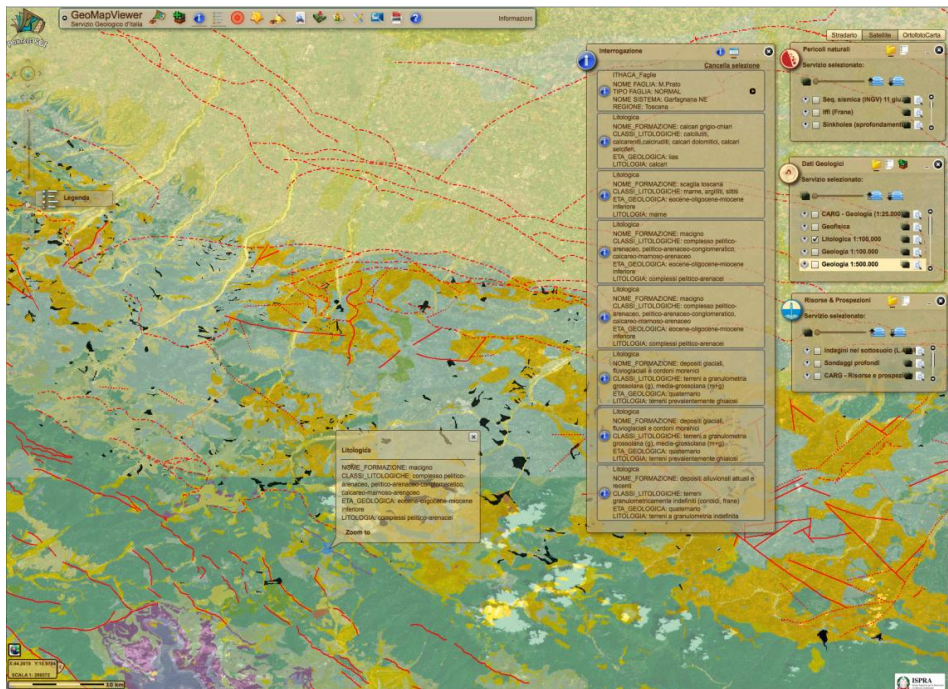 GeoMapViewer
Servizio Geologico d'Italia
Informazioni
Stradario
Satellite
OrtofotoCarta
Legenda
Interrogazione
Cancella selezione
ITHACA_Faglie
NOME FAGLIA: M.Prato
TIPO FAGLIA: NORMAL
NOME SISTEMA: Garfagnana NE
REGIONE: Toscana
Litologica
NOME_FORMAZIONE: calcari grigio-chiari
CLASSI_LITOLOGICHE: calcilutiti,
calcareniti,calciruditi, calcari dolomitici, calcari
selciferi,
ETA_GEOLOGICA: lias
LITOLOGIA: calcari
Litologica
NOME_FORMAZIONE: scaglia toscana
CLASSI_LITOLOGICHE: marne, argilliti, siltiti
ETA_GEOLOGICA: eocene-oligocene-miocene
inferiore
LITOLOGIA: marne
Litologica
NOME_FORMAZIONE: macigno
CLASSI_LITOLOGICHE: complesso pelitico-
arenaceo, pelitico-arenaceo-conglomeratico,
calcareo-marnoso-arenaceo
ETA_GEOLOGICA: eocene-oligocene-miocene
inferiore
LITOLOGIA: complessi pelitico-arenacei
Litologica
NOME_FORMAZIONE: macigno
CLASSI_LITOLOGICHE: complesso pelitico-
arenaceo, pelitico-arenaceo-conglomeratico,
calcareo-marnoso-arenaceo
ETA_GEOLOGICA: eocene-oligocene-miocene
inferiore
LITOLOGIA: complessi pelitico-arenacei
Litologica
NOME_FORMAZIONE: depositi glaciali,
fluvioglaciali e cordoni morenici
CLASSI_LITOLOGICHE: terreni a granulometria
grossolana (g), media-grossolana (m+g)
ETA_GEOLOGICA: quaternario
LITOLOGIA: terreni prevalentemente ghiaiosi
Litologica
NOME_FORMAZIONE: depositi glaciali,
fluvioglaciali e cordoni morenici
CLASSI_LITOLOGICHE: terreni a granulometria
grossolana (g), media-grossolana (m+g)
ETA_GEOLOGICA: quaternario
LITOLOGIA: terreni prevalentemente ghiaiosi
Litologica
NOME_FORMAZIONE: depositi alluvionali attuali e
recenti
CLASSI_LITOLOGICHE: terreni
granulometricamente indefiniti (conoidi, frane)
ETA_GEOLOGICA: quaternario
LITOLOGIA: terreni a granulometria indefinita
Pericoli naturali
Servizio selezionato:
Seq. sismica (INGV) 11 giu
Iffi (Frane)
Sinkholes (sprofondamenti
Dati Geologici
Servizio selezionato:
CARG - Geologia (1:25.000
Geofisica
Litologica 1:100.000
Geologia 1:100.000
Geologia 1:500.000
Risorse & Prospezioni
Servizio selezionato:
Indagini nel sottosuolo (L.
Sondaggi profondi
CARG - Risorse e prospezi
Litologica
NOME_FORMAZIONE: macigno
CLASSI_LITOLOGICHE: complesso pelitico-
arenaceo, pelitico-arenaceo-conglomeratico,
calcareo-marnoso-arenaceo
ETA_GEOLOGICA: eocene-oligocene-miocene
inferiore
LITOLOGIA: complessi pelitico-arenacei
Zoom to
10 km
ISPRA